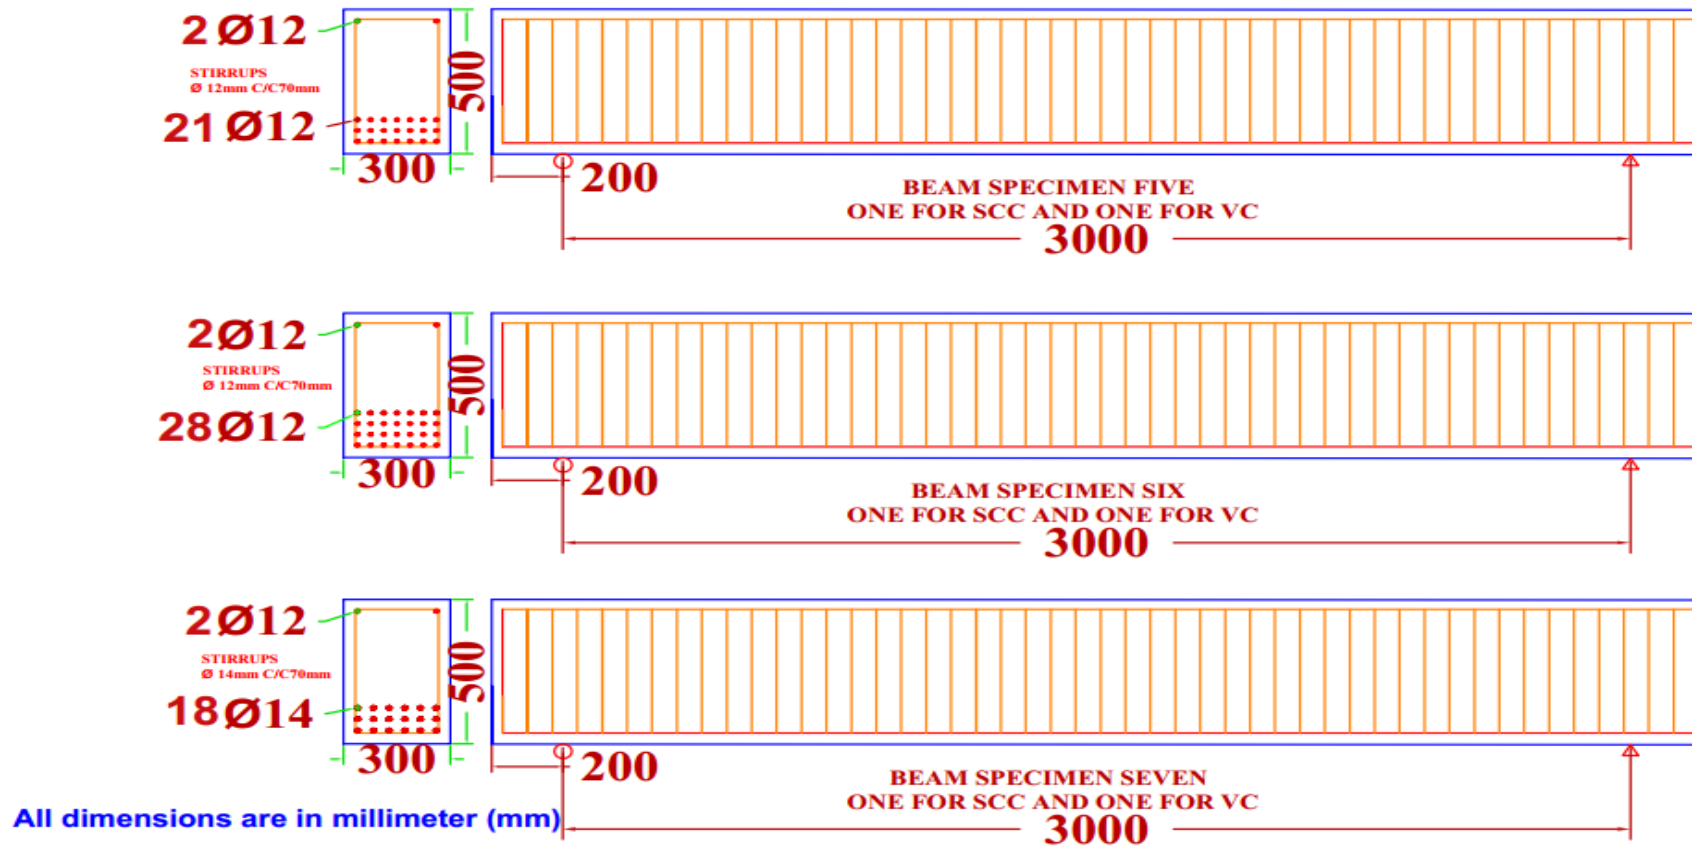 2 Ø12
STIRRUPS
Ø 12mm C/C70mm
21 Ø12
300
500
200
BEAM SPECIMEN FIVE
ONE FOR SCC AND ONE FOR VC
3000
2Ø12
STIRRUPS
Ø 12mm C/C70mm
28Ø12
300
500
200
BEAM SPECIMEN SIX
ONE FOR SCC AND ONE FOR VC
3000
2Ø12
STIRRUPS
Ø 14mm C/C70mm
18Ø14
300
500
200
BEAM SPECIMEN SEVEN
ONE FOR SCC AND ONE FOR VC
3000
All dimensions are in millimeter (mm)